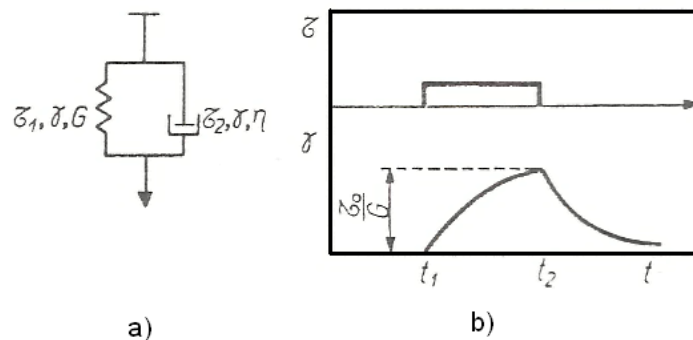 τ₁, γ, G
τ₂, γ, η
a)
τ
γ
τ₀/G
t₁
t₂
t
b)